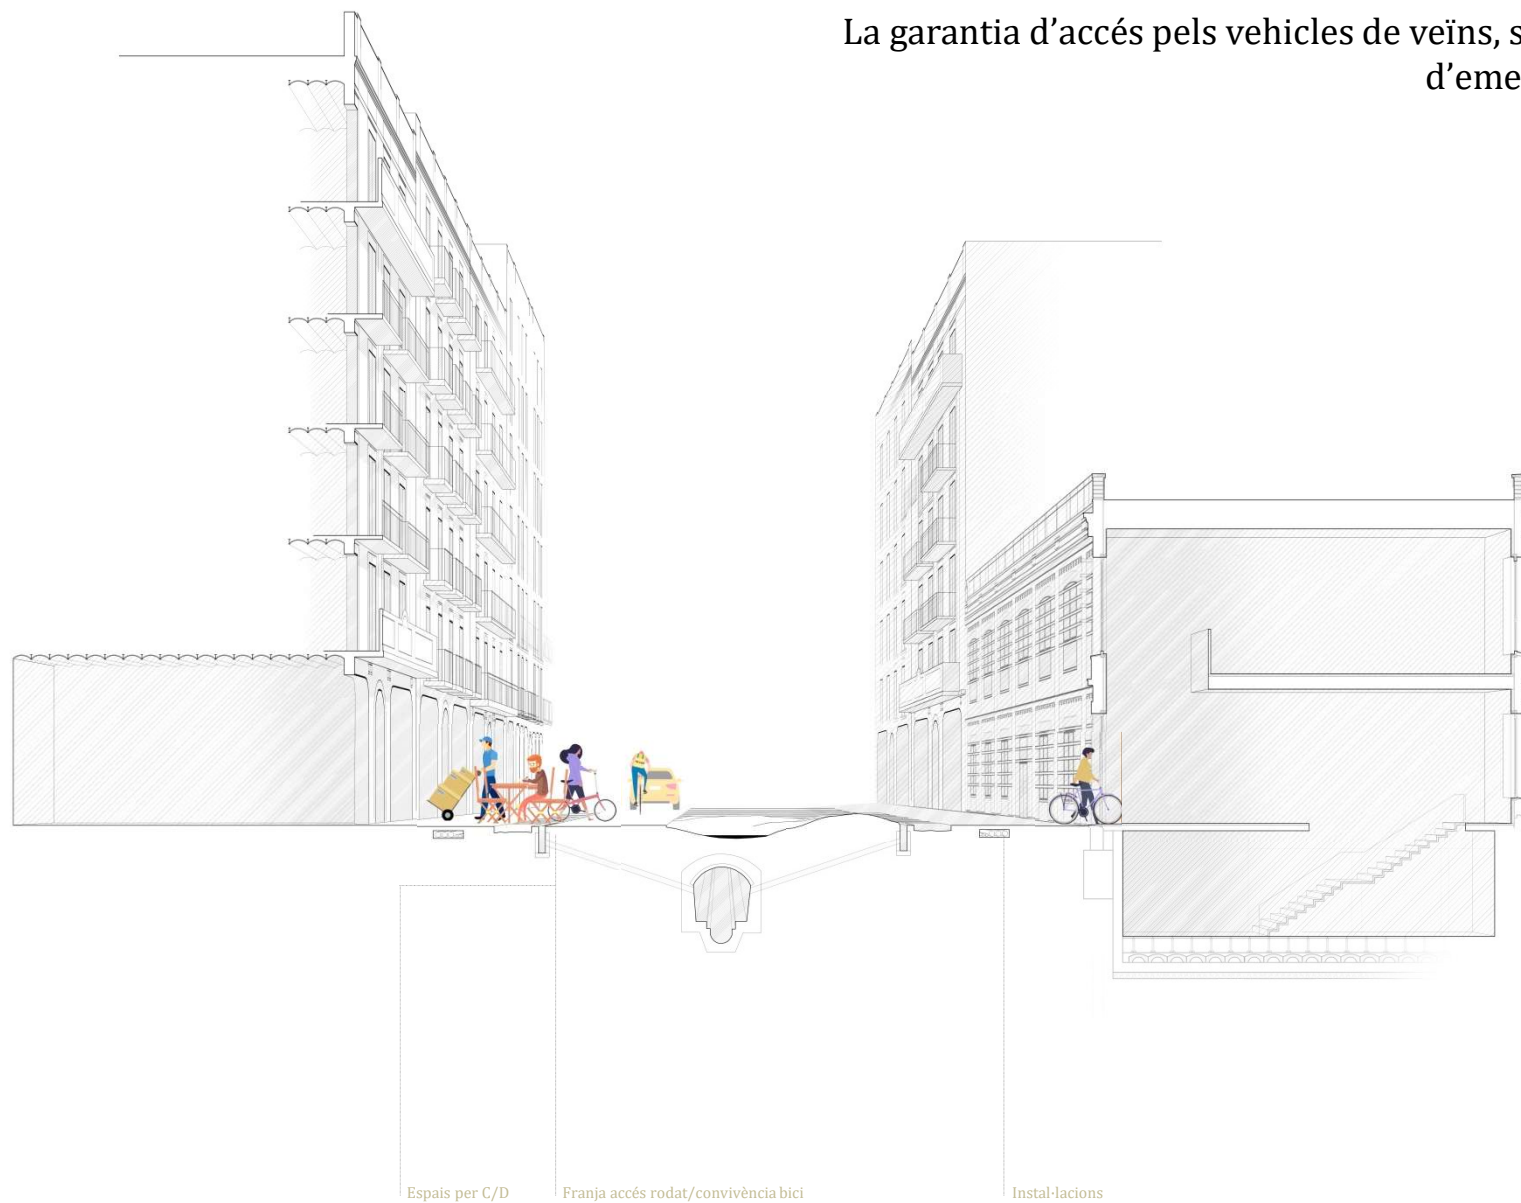 La garantia d’accés pels vehicles de veïns, s
d’eme
Espais per C/D
Franja accés rodat/convivència bici
Instal·lacions